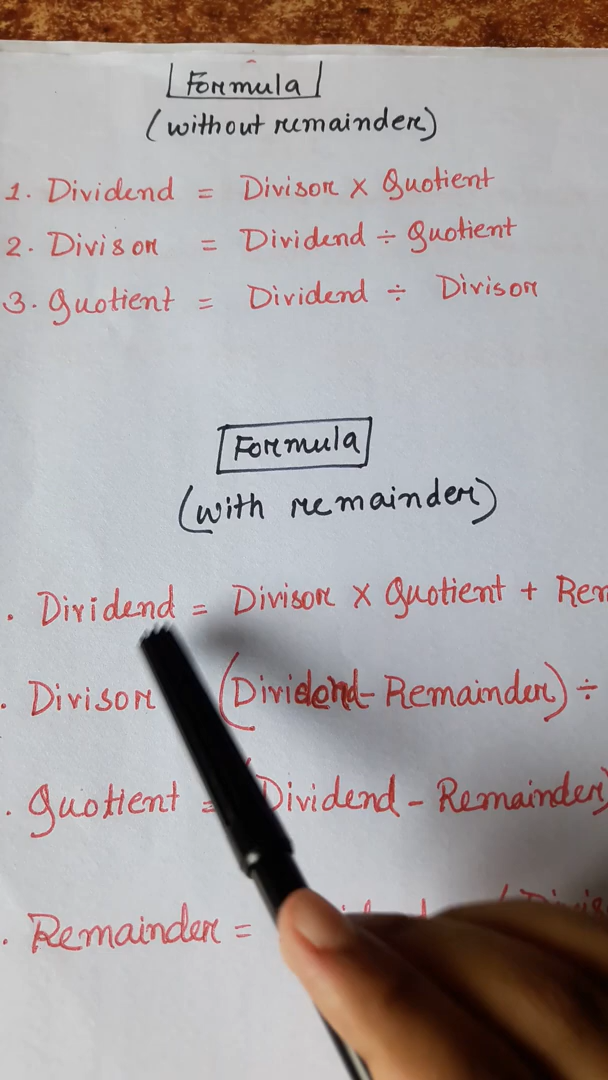 Formula
(without remainder)
1. Dividend = Divisor × Quotient
2. Divisor = Dividend ÷ Quotient
3. Quotient = Dividend ÷ Divisor
Formula
(with remainder)
. Dividend = Divisor × Quotient + Rem
. Divisor (Dividend - Remainder) ÷
. Quotient = (Dividend - Remainder)
. Remainder =